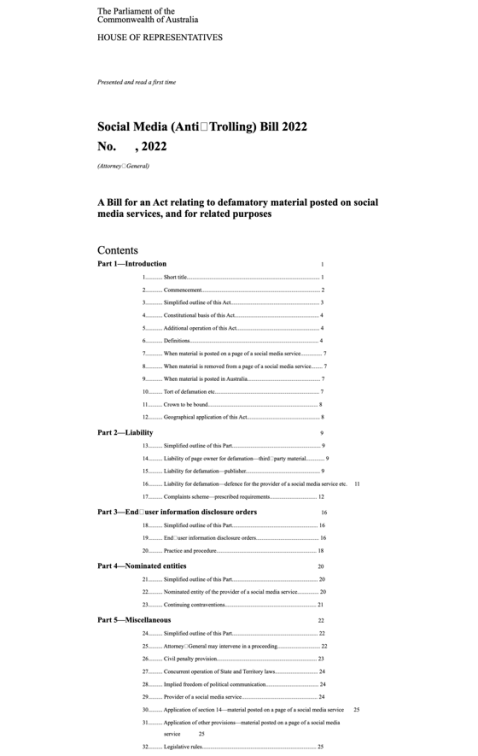 The Parliament of the
Commonwealth of Australia
HOUSE OF REPRESENTATIVES
Presented and read a first time
Social Media (Anti□Trolling) Bill 2022
No. , 2022
(Attorney□General)
A Bill for an Act relating to defamatory material posted on social
media services, and for related purposes
Contents
Part 1—Introduction 1
1.......... Short title.......... 1
2.......... Commencement.......... 2
3.......... Simplified outline of this Act.......... 3
4.......... Constitutional basis of this Act.......... 4
5.......... Additional operation of this Act.......... 4
6.......... Definitions.......... 4
7.......... When material is posted on a page of a social media service.......... 7
8.......... When material is removed from a page of a social media service.......... 7
9.......... When material is posted in Australia.......... 7
10.......... Tort of defamation etc.......... 7
11.......... Crown to be bound.......... 8
12.......... Geographical application of this Act.......... 8
Part 2—Liability 9
13.......... Simplified outline of this Part.......... 9
14.......... Liability of page owner for defamation—third□party material.......... 9
15.......... Liability for defamation—publisher.......... 9
16.......... Liability for defamation—defence for the provider of a social media service etc. 11
17.......... Complaints scheme—prescribed requirements.......... 12
Part 3—End□user information disclosure orders 16
18.......... Simplified outline of this Part.......... 16
19.......... End□user information disclosure orders.......... 16
20.......... Practice and procedure.......... 18
Part 4—Nominated entities 20
21.......... Simplified outline of this Part.......... 20
22.......... Nominated entity of the provider of a social media service.......... 20
23.......... Continuing contraventions.......... 21
Part 5—Miscellaneous 22
24.......... Simplified outline of this Part.......... 22
25.......... Attorney□General may intervene in a proceeding.......... 22
26.......... Civil penalty provision.......... 23
27.......... Concurrent operation of State and Territory laws.......... 24
28.......... Implied freedom of political communication.......... 24
29.......... Provider of a social media service.......... 24
30.......... Application of section 14—material posted on a page of a social media service 25
31.......... Application of other provisions—material posted on a page of a social media
service 25
32.......... Legislative rules.......... 25